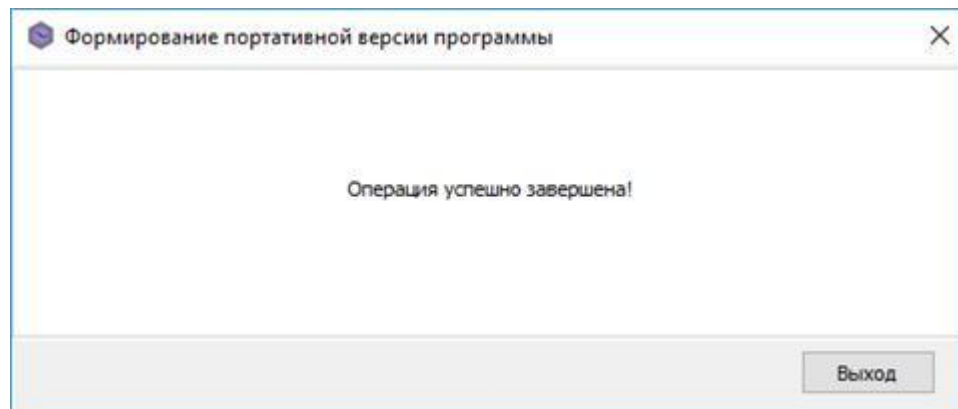 Формирование портативной версии программы
Операция успешно завершена!
Выход